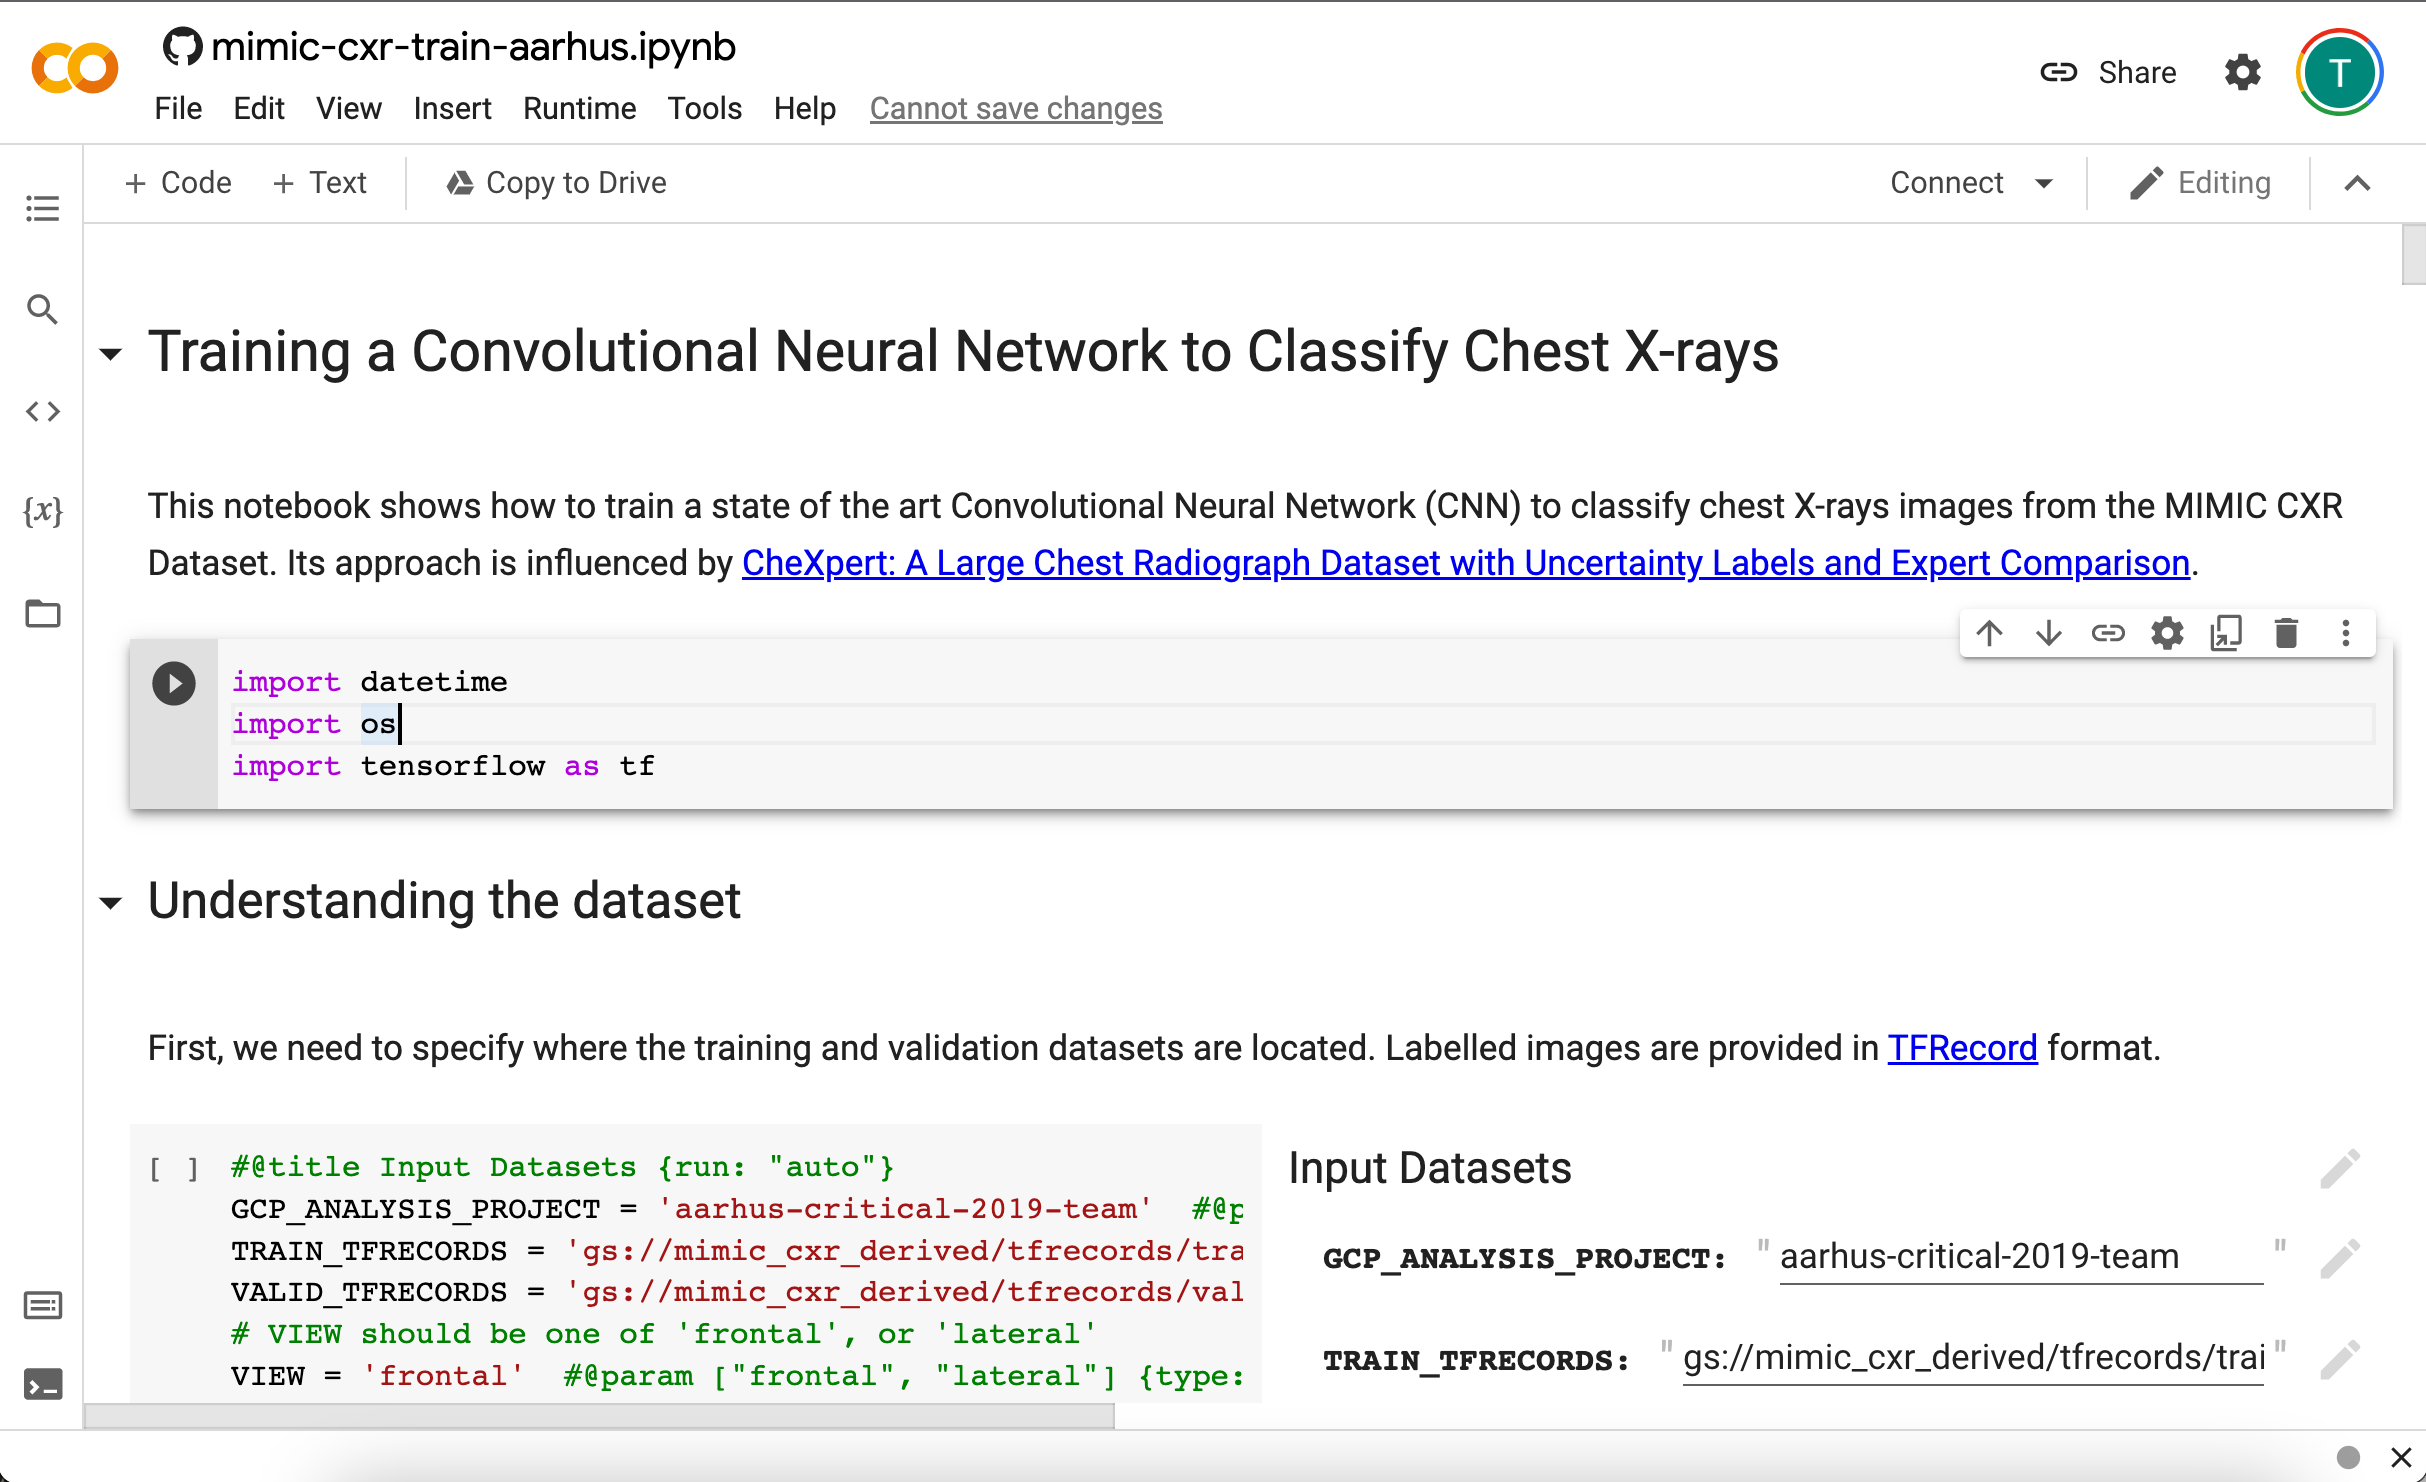 mimic-cxr-train-aarhus.ipynb
File Edit View Insert Runtime Tools Help Cannot save changes
Share
T
+ Code + Text Copy to Drive
Connect Editing
Training a Convolutional Neural Network to Classify Chest X-rays
This notebook shows how to train a state of the art Convolutional Neural Network (CNN) to classify chest X-rays images from the MIMIC CXR
Dataset. Its approach is influenced by CheXpert: A Large Chest Radiograph Dataset with Uncertainty Labels and Expert Comparison.
import datetime
import os
import tensorflow as tf
Understanding the dataset
First, we need to specify where the training and validation datasets are located. Labelled images are provided in TFRecord format.
[ ] #@title Input Datasets {run: "auto"}
GCP_ANALYSIS_PROJECT = 'aarhus-critical-2019-team' #@p
TRAIN_TFRECORDS = 'gs://mimic_cxr_derived/tfrecords/tra
VALID_TFRECORDS = 'gs://mimic_cxr_derived/tfrecords/val
# VIEW should be one of 'frontal', or 'lateral'
VIEW = 'frontal' #@param ["frontal", "lateral"] {type:
Input Datasets
GCP_ANALYSIS_PROJECT: "aarhus-critical-2019-team"
TRAIN_TFRECORDS: "gs://mimic_cxr_derived/tfrecords/trai"